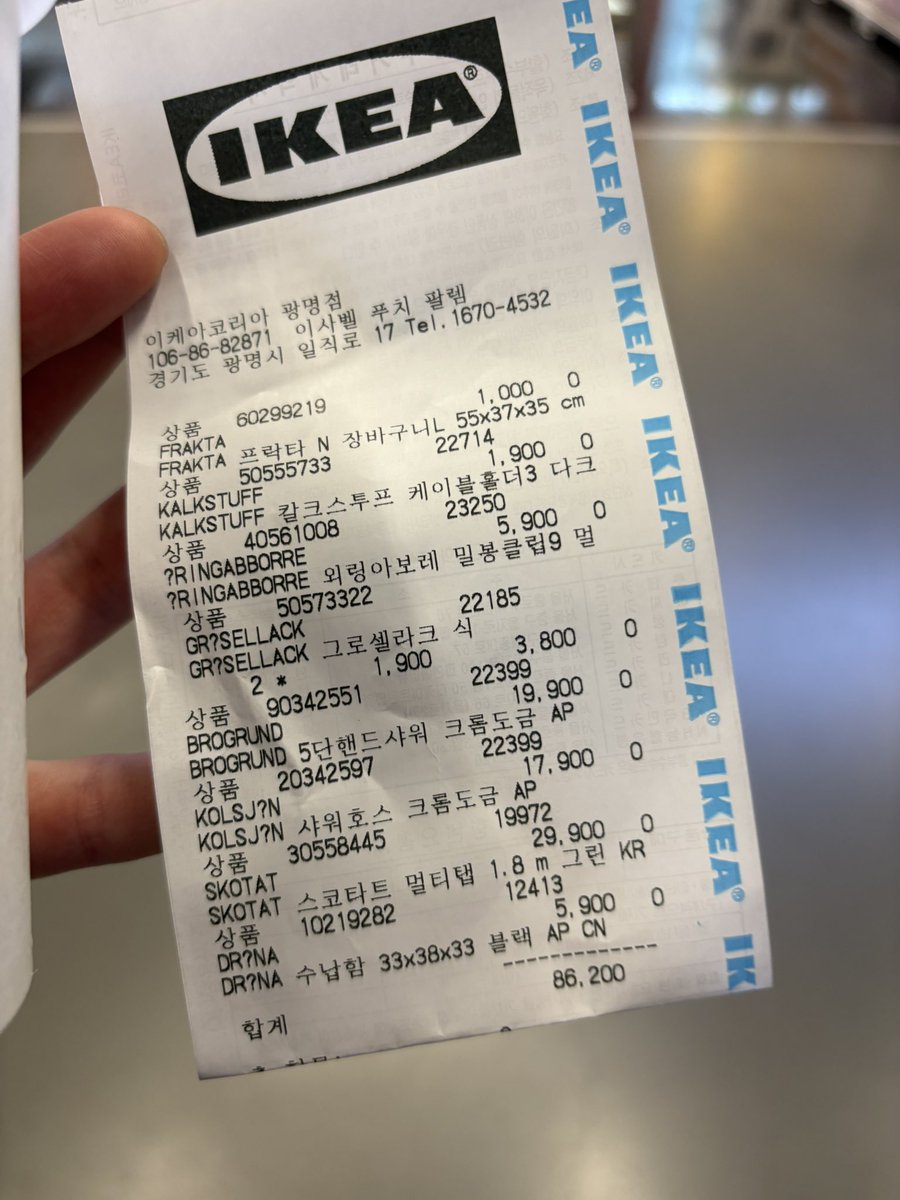 IKEA®
이케아코리아 광명점
106-86-82871 이사벨 푸치 팔렘
경기도 광명시 일직로 17 Tel.1670-4532
상품 60299219 1,000 0
FRAKTA
FRAKTA 프락타 N 장바구니L 55x37x35 cm
상품 50555733 22714 1,900 0
KALKSTUFF
KALKSTUFF 칼크스투프 케이블홀더3 다크
상품 40561008 23250 5,900 0
?RINGABBORRE
?RINGABBORRE 외링아보레 밀봉클립9 멀
상품 50573322 22185
GR?SELLACK
GR?SELLACK 그로셀라크 식
2 * 1,900 3,800 0
상품 90342551 22399 19,900 0
BROGRUND
BROGRUND 5단핸드샤워 크롬도금 AP
상품 20342597 22399 17,900 0
KOLSJ?N
KOLSJ?N 샤워호스 크롬도금 AP
상품 30558445 19972 29,900 0
SKOTAT
SKOTAT 스코타트 멀티탭 1.8 m 그린 KR
상품 10219282 12413 5,900 0
DR?NA
DR?NA 수납함 33x38x33 블랙 AP CN
------------
합계 86,200
EA®
IKEA®
IKEA®
IKEA®
IKEA®
IKEA®
IK